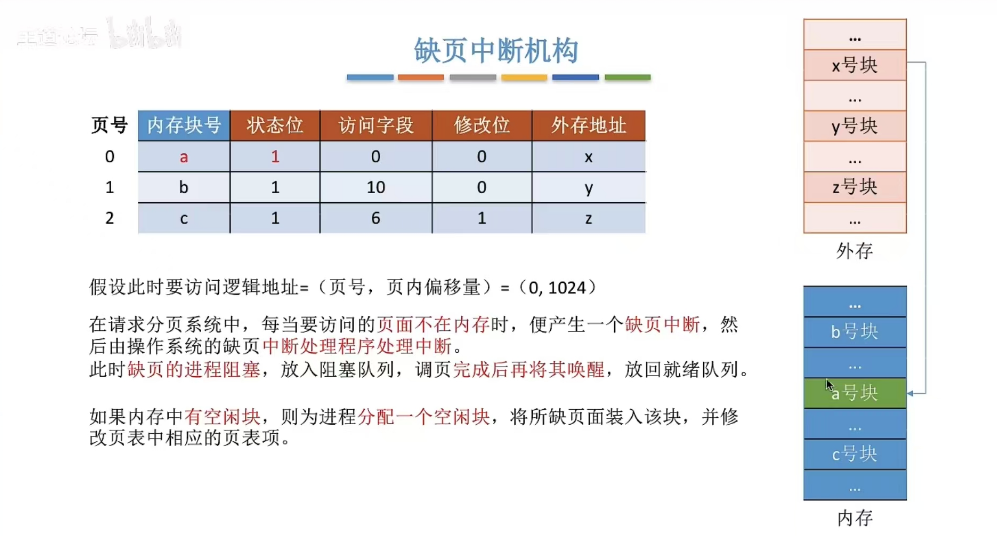 缺页中断机构
页号 内存块号 状态位 访问字段 修改位 外存地址
0 a 1 0 0 x
1 b 1 10 0 y
2 c 1 6 1 z
假设此时要访问逻辑地址=（页号，页内偏移量）=（0, 1024）
在请求分页系统中，每当要访问的页面不在内存时，便产生一个缺页中断，然
后由操作系统的缺页中断处理程序处理中断。
此时缺页的进程阻塞，放入阻塞队列，调页完成后再将其唤醒，放回就绪队列。
如果内存中有空闲块，则为进程分配一个空闲块，将所缺页面装入该块，并修
改页表中相应的页表项。
...
x号块
...
y号块
...
z号块
...
外存
...
b号块
...
a号块
...
c号块
...
内存